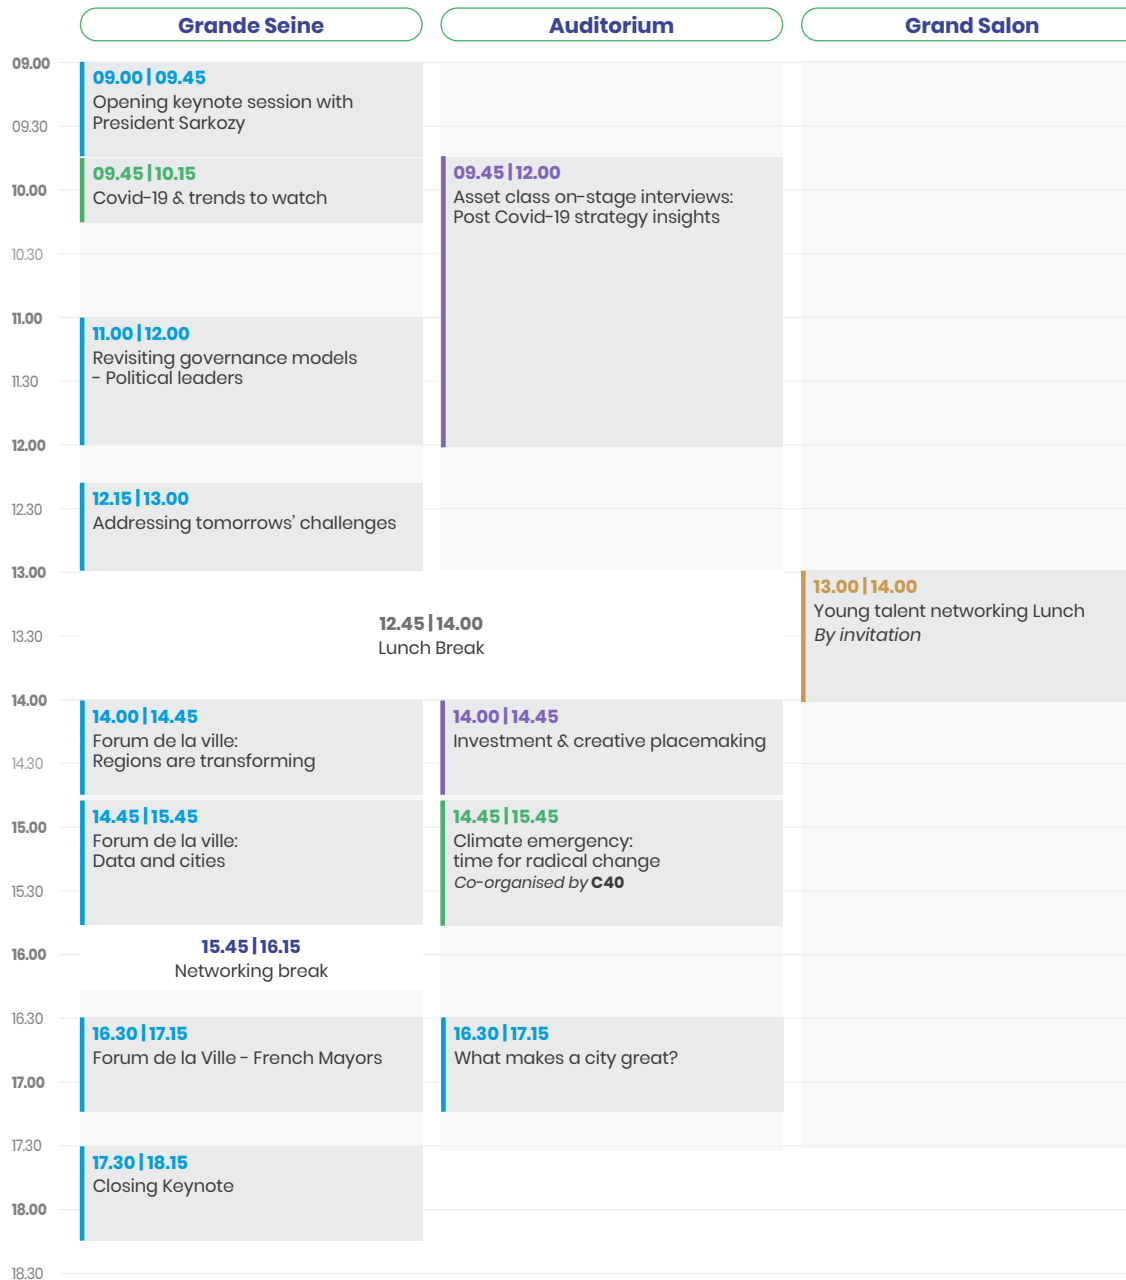 Grande Seine
Auditorium
Grand Salon
09.00
09.30
10.00
10.30
11.00
11.30
12.00
12.30
13.00
13.30
14.00
14.30
15.00
15.30
16.00
16.30
17.00
17.30
18.00
18.30
09.00 | 09.45
Opening keynote session with
President Sarkozy
09.45 | 10.15
Covid-19 & trends to watch
11.00 | 12.00
Revisiting governance models
- Political leaders
12.15 | 13.00
Addressing tomorrows’ challenges
09.45 | 12.00
Asset class on-stage interviews:
Post Covid-19 strategy insights
12.45 | 14.00
Lunch Break
13.00 | 14.00
Young talent networking Lunch
By invitation
14.00 | 14.45
Forum de la ville:
Regions are transforming
14.45 | 15.45
Forum de la ville:
Data and cities
15.45 | 16.15
Networking break
16.30 | 17.15
Forum de la Ville - French Mayors
17.30 | 18.15
Closing Keynote
14.00 | 14.45
Investment & creative placemaking
14.45 | 15.45
Climate emergency:
time for radical change
Co-organised by C40
16.30 | 17.15
What makes a city great?